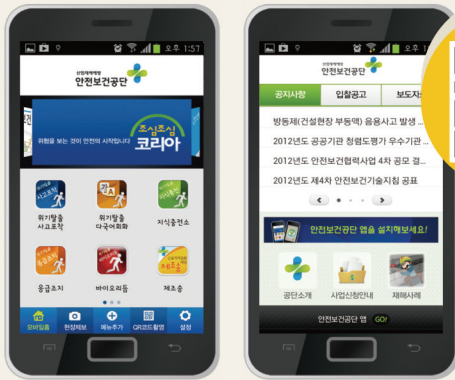 오후 1:57
산업재해예방
안전보건공단
위험을 보는 것이 안전의 시작입니다
조심조심
코리아
위기탈출
사고포착
위기탈출
다국어회화
지식충전소
응급조치
바이오리듬
제조송
모바일홈
현장제보
메뉴추가
QR코드촬영
설정
오후
산업재해예방
안전보건공단
공지사항
입찰공고
보도자
방동제(건설현장 부동액) 음용사고 발생 ..
2012년도 공공기관 청렴도평가 우수기관 ..
2012년도 안전보건협력사업 4차 공모 결...
2012년도 제4차 안전보건기술지침 공표
안전보건공단 앱을 설치해보세요!
공단소개
사업신청안내
재해사례
안전보건공단 앱 GO!